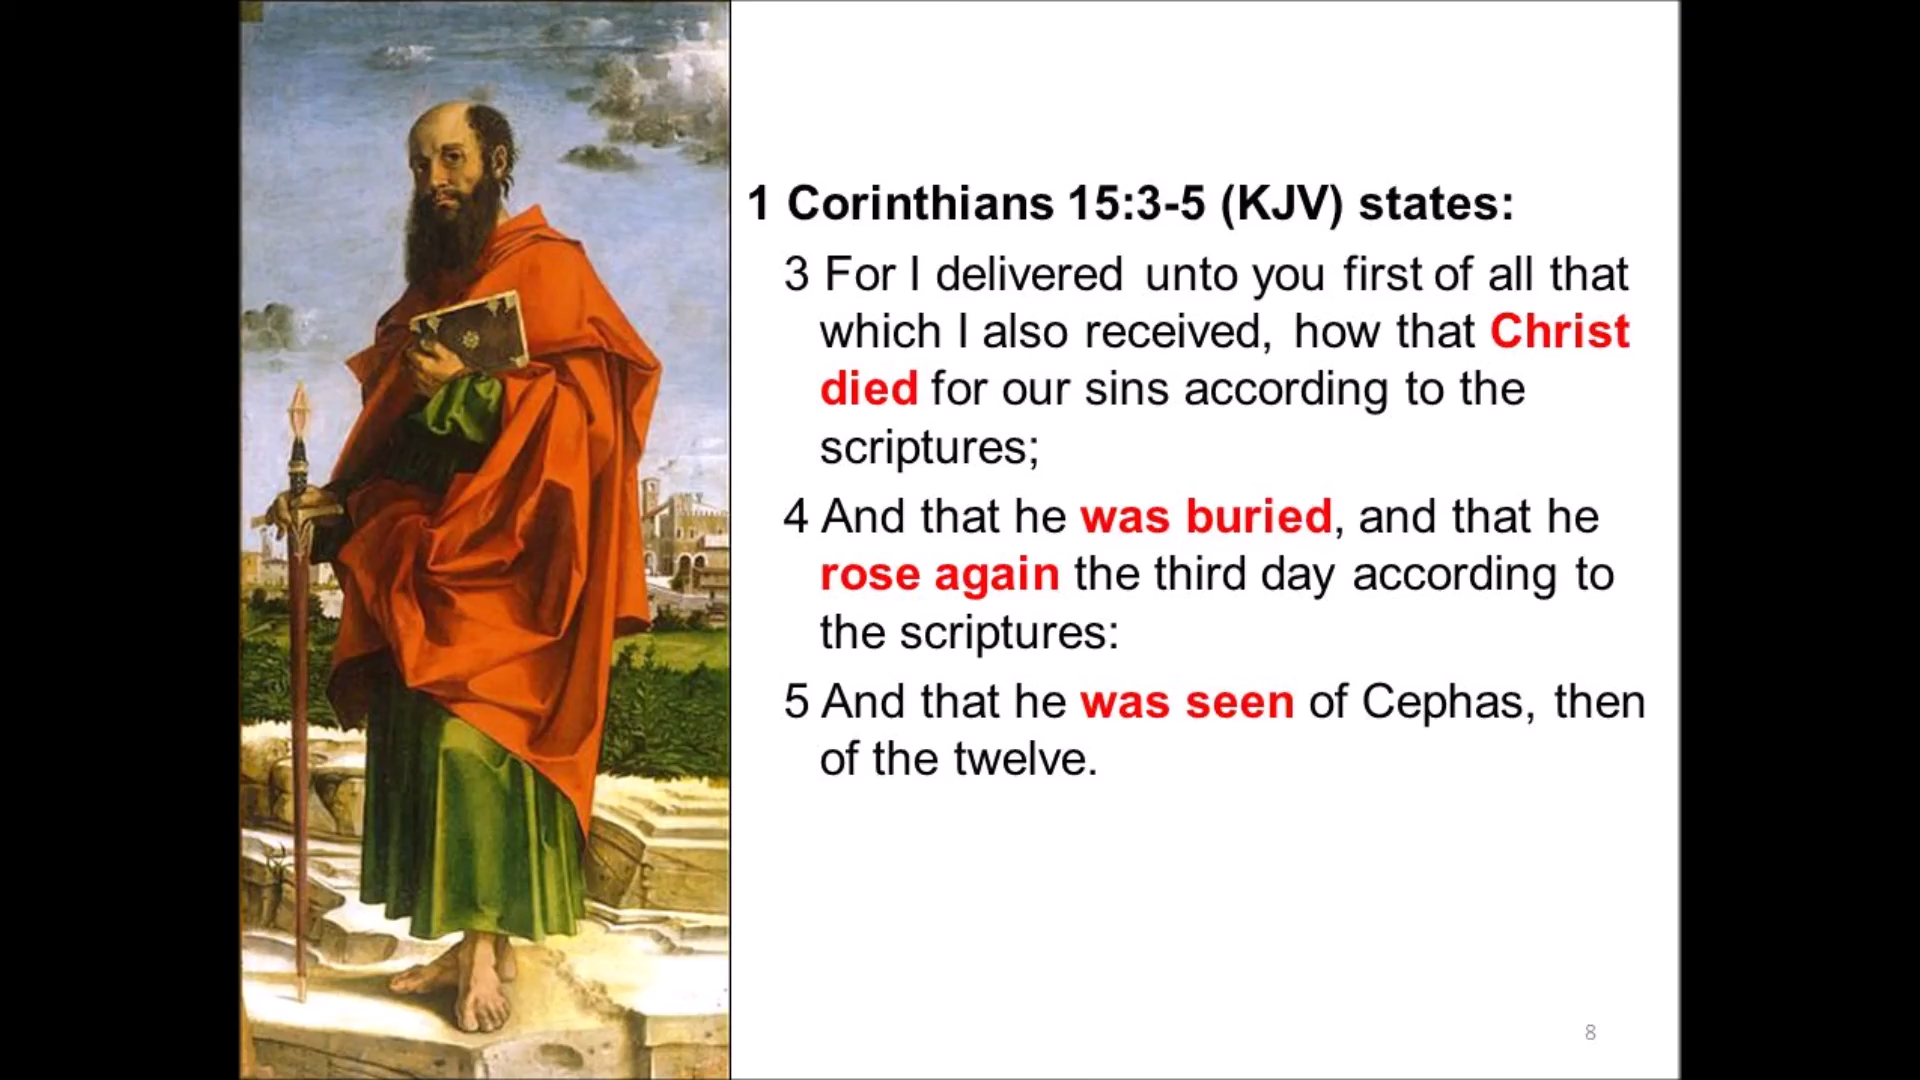 1 Corinthians 15:3-5 (KJV) states:
3 For I delivered unto you first of all that
which I also received, how that Christ
died for our sins according to the
scriptures;
4 And that he was buried, and that he
rose again the third day according to
the scriptures:
5 And that he was seen of Cephas, then
of the twelve.
8